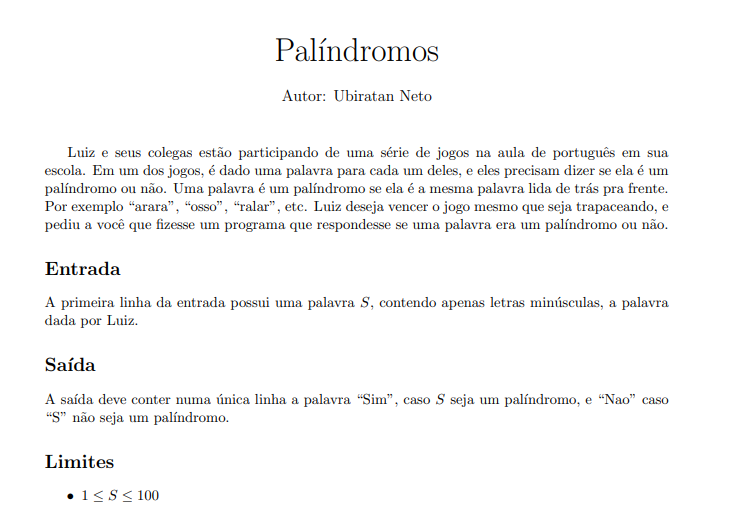 Palíndromos
Autor: Ubiratan Neto
Luiz e seus colegas estão participando de uma série de jogos na aula de português em sua
escola. Em um dos jogos, é dado uma palavra para cada um deles, e eles precisam dizer se ela é um
palíndromo ou não. Uma palavra é um palíndromo se ela é a mesma palavra lida de trás pra frente.
Por exemplo “arara”, “osso”, “ralar”, etc. Luiz deseja vencer o jogo mesmo que seja trapaceando, e
pediu a você que fizesse um programa que respondesse se uma palavra era um palíndromo ou não.
Entrada
A primeira linha da entrada possui uma palavra S, contendo apenas letras minúsculas, a palavra
dada por Luiz.
Saída
A saída deve conter numa única linha a palavra “Sim”, caso S seja um palíndromo, e “Nao” caso
“S” não seja um palíndromo.
Limites
• 1 ≤ S ≤ 100